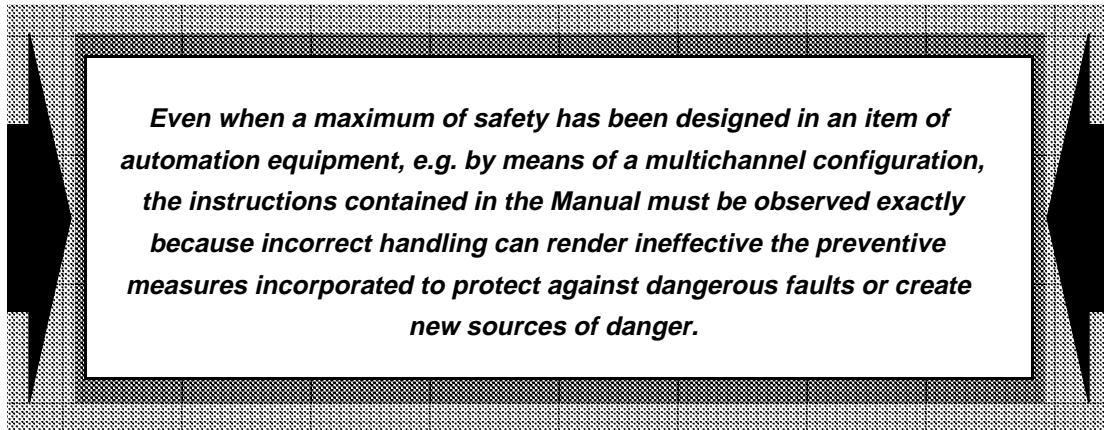 Even when a maximum of safety has been designed in an item of
automation equipment, e.g. by means of a multichannel configuration,
the instructions contained in the Manual must be observed exactly
because incorrect handling can render ineffective the preventive
measures incorporated to protect against dangerous faults or create
new sources of danger.